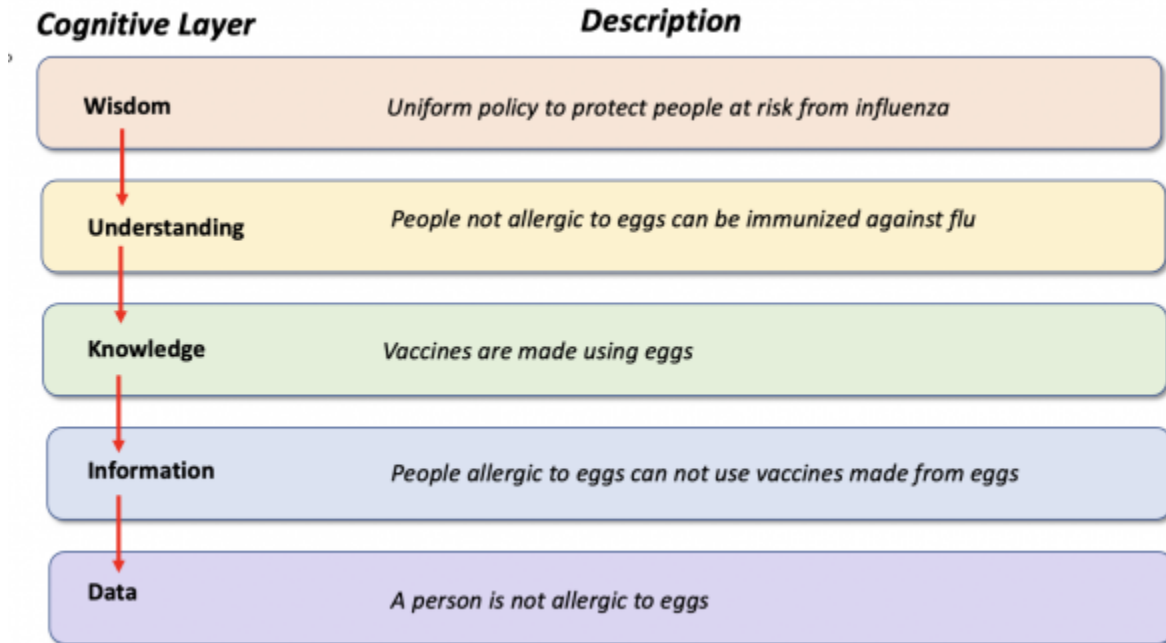 Cognitive Layer Description
Wisdom Uniform policy to protect people at risk from influenza
Understanding People not allergic to eggs can be immunized against flu
Knowledge Vaccines are made using eggs
Information People allergic to eggs can not use vaccines made from eggs
Data A person is not allergic to eggs